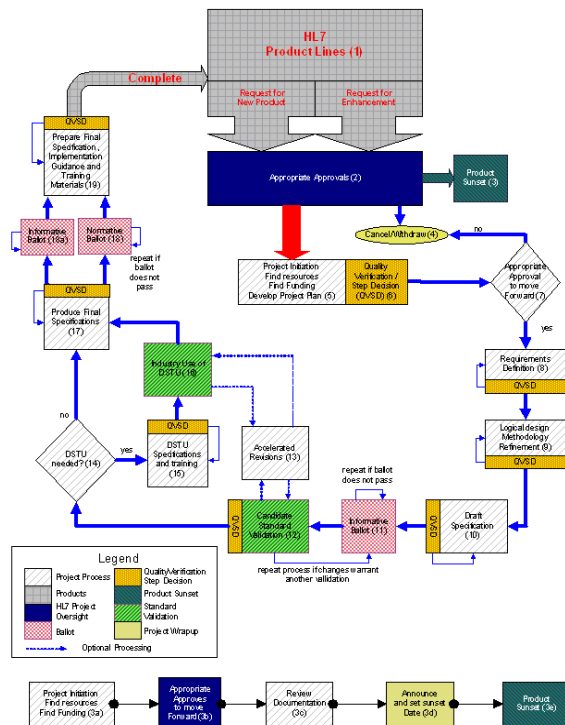 HL7
Product Lines (1)
Complete
Request for
New Product
Request for
Enhancement
QVSD
Prepare Final
Specification,
Implementation
Guidance and
Training
Materials (19)
Appropriate Approvals (2)
Product
Sunset (3)
Informative
Ballot (18a)
Normative
Ballot (18)
repeat if
ballot
does not
pass
Cancel/Withdraw (4)
no
Project Initiation
Find resources
Find Funding
Develop Project Plan (5)
Quality
Verification /
Step Decision
(QVSD) (6)
Appropriate
Approval
to move
Forward (7)
yes
QVSD
Produce Final
Specifications
(17)
Requirements
Definition (8)
QVSD
Industry Use of
DSTU (16)
Logical design
Methodology
Refinement (9)
QVSD
no
DSTU
needed? (14)
yes
QVSD
DSTU
Specifications
and training
(15)
Accelerated
Revisions (13)
repeat if ballot
does not pass
QVSD
Candidate
Standard
Validation (12)
Informative
Ballot (11)
QVSD
Draft
Specification
(10)
repeat process if changes warrant
another validation
Legend
Project Process
Products
HL7 Project
Oversight
Ballot
Quality/Verification
Step Decision
Product Sunset
Standard
Validation
Project Wrapup
Optional Processing
Project Initiation
Find resources
Find Funding (3a)
Appropriate
Approves
to move
Forward (3b)
Review
Documentation
(3c)
Announce
and set sunset
Date (3d)
Product
Sunset (3e)